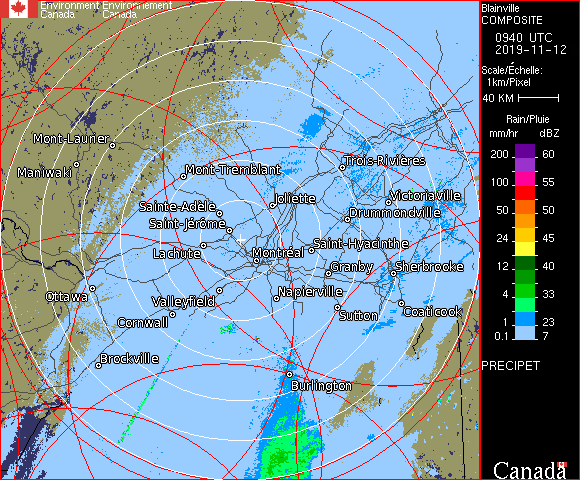 Environment Environnement
Canada Canada
Blainville
COMPOSITE
0940 UTC
2019-11-12
Scale/Échelle:
1km/Pixel
40 KM
Rain/Pluie
mm/hr dBZ
200 60
100 55
50 50
24 45
12 40
4 33
1 23
0.1 7
PRECIPET
Canada
Mont-Laurier
Maniwaki
Mont-Tremblant
Trois-Rivières
Sainte-Adèle
Joliette
Victoriaville
Saint-Jérôme
Drummondville
Lachute
Montréal
Saint-Hyacinthe
Granby
Sherbrooke
Ottawa
Valleyfield
Napierville
Cornwall
Sutton
Coaticook
Brockville
Burlington